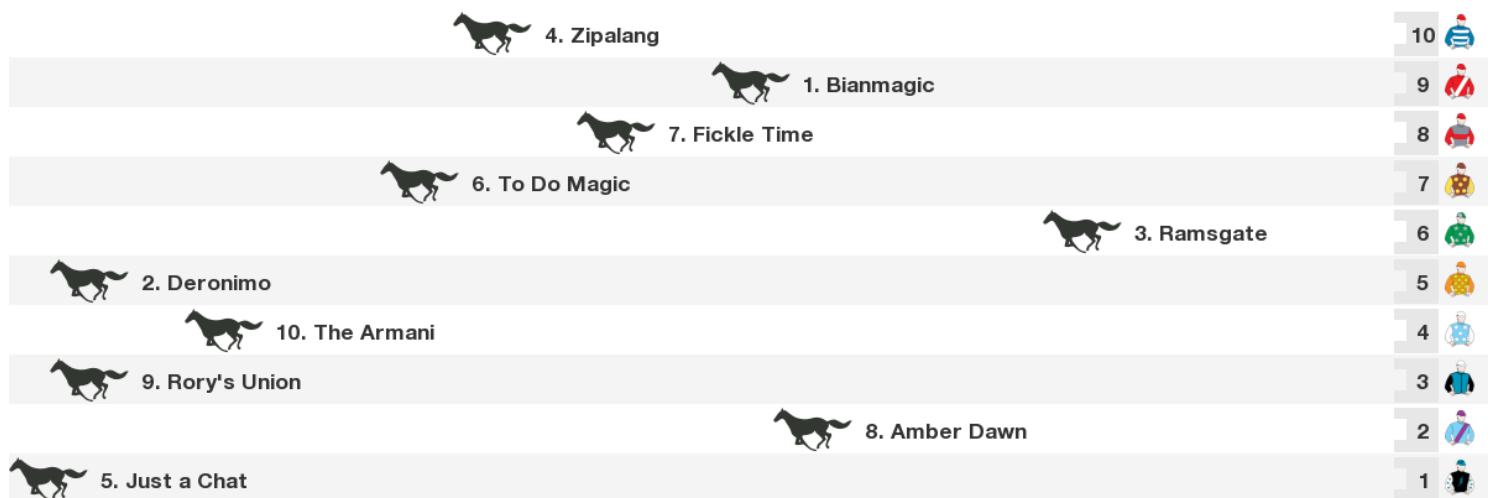 4. Zipalang 10
1. Bianmagic 9
7. Fickle Time 8
6. To Do Magic 7
3. Ramsgate 6
2. Deronimo 5
10. The Armani 4
9. Rory's Union 3
8. Amber Dawn 2
5. Just a Chat 1